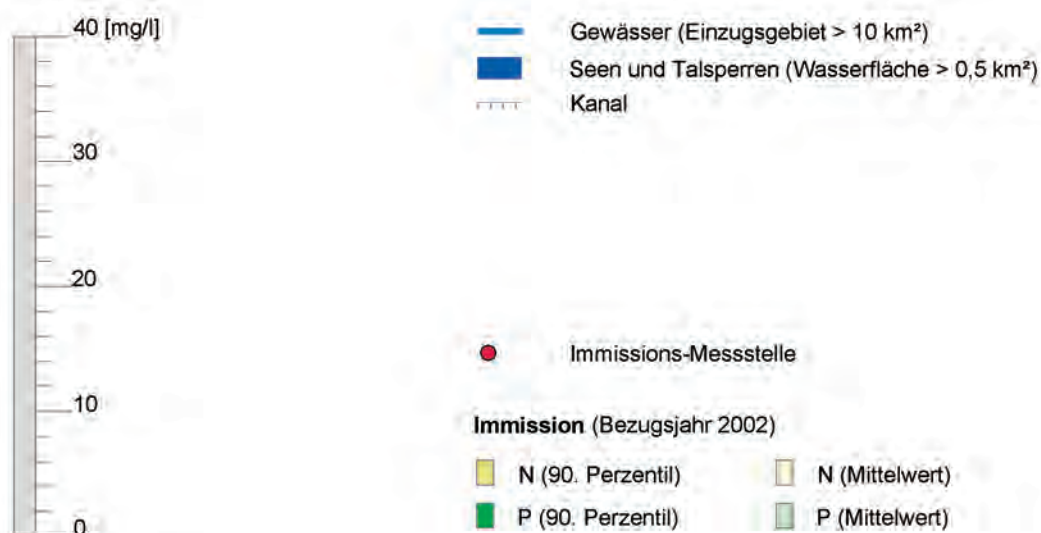 40 [mg/l]
30
20
10
0
Gewässer (Einzugsgebiet > 10 km²)
Seen und Talsperren (Wasserfläche > 0,5 km²)
Kanal
Immissions-Messstelle
Immission (Bezugsjahr 2002)
N (90. Perzentil) N (Mittelwert)
P (90. Perzentil) P (Mittelwert)